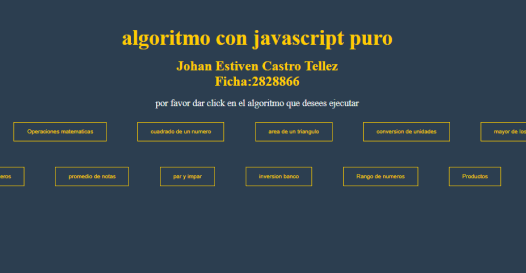 algoritmo con javascript puro
Johan Estiven Castro Tellez
Ficha:2828866
por favor dar click en el algoritmo que desees ejecutar
Operaciones matematicas cuadrado de un numero area de un triangulo conversion de unidades mayor de los
eros promedio de notas par y impar inversion banco Rango de numeros Productos